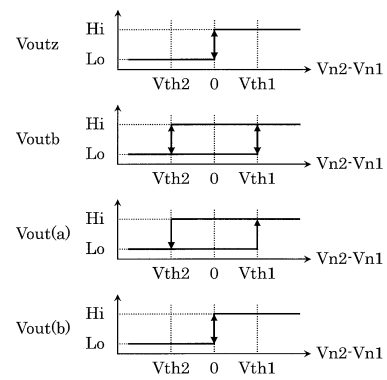 Hi
Voutz
Lo
Vth2 0 Vth1 Vn2-Vn1
Hi
Voutb
Lo
Vth2 0 Vth1 Vn2-Vn1
Hi
Vout(a)
Lo
Vth2 0 Vth1 Vn2-Vn1
Hi
Vout(b)
Lo
Vth2 0 Vth1 Vn2-Vn1